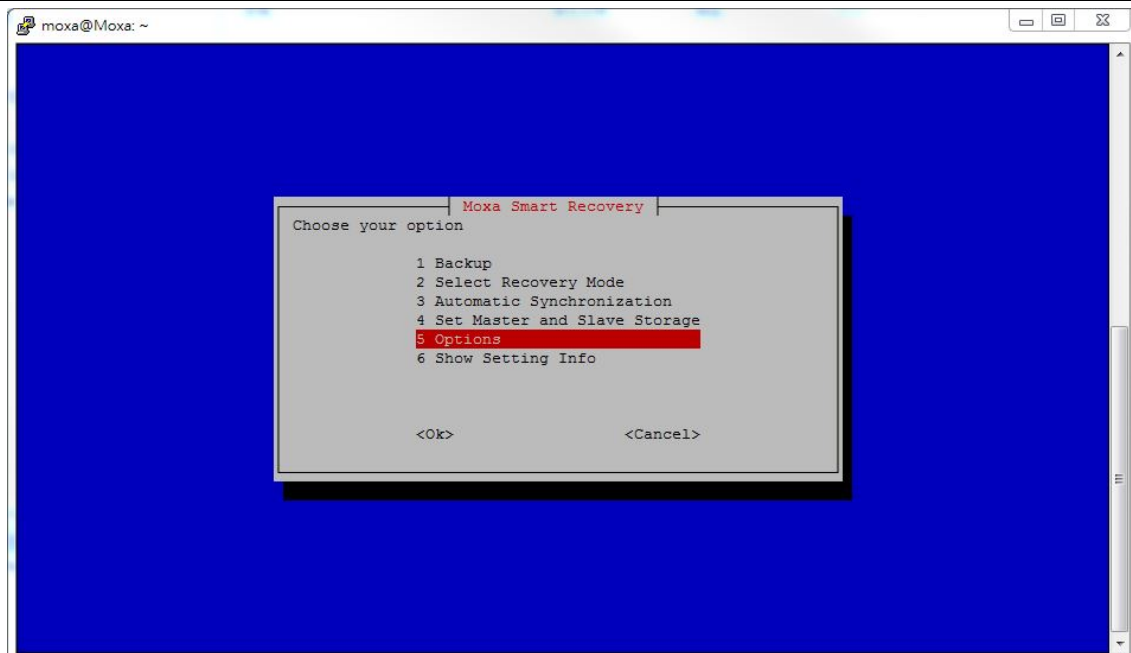 moxa@Moxa: ~
Moxa Smart Recovery
Choose your option
1 Backup
2 Select Recovery Mode
3 Automatic Synchronization
4 Set Master and Slave Storage
5 Options
6 Show Setting Info
<Ok> <Cancel>